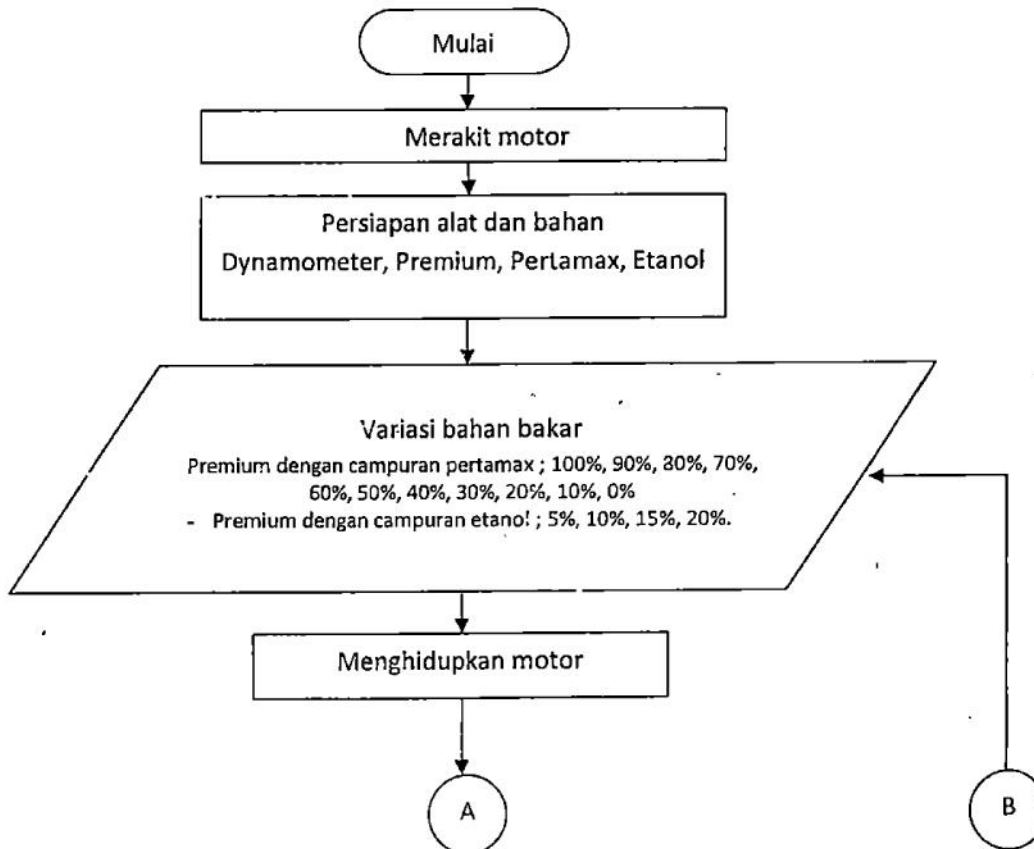 Mulai
Merakit motor
Persiapan alat dan bahan
Dynamometer, Premium, Pertamax, Etanol
Variasi bahan bakar
Premium dengan campuran pertamax ; 100%, 90%, 80%, 70%,
60%, 50%, 40%, 30%, 20%, 10%, 0%
- Premium dengan campuran etanol ; 5%, 10%, 15%, 20%.
Menghidupkan motor
A
B